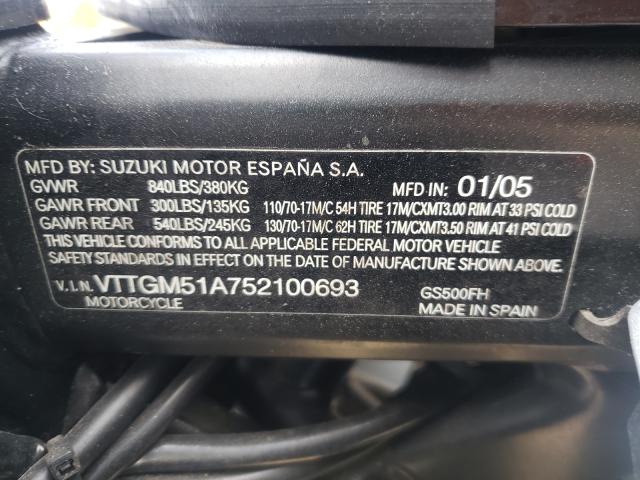 MFD BY: SUZUKI MOTOR ESPAÑA S.A.
GVWR 840LBS/380KG MFD IN: 01/05
GAWR FRONT 300LBS/135KG 110/70-17M/C 54H TIRE 17M/CXMT3.00 RIM AT 33 PSI COLD
GAWR REAR 540LBS/245KG 130/70-17M/C 62H TIRE 17M/CXMT3.50 RIM AT 41 PSI COLD
THIS VEHICLE CONFORMS TO ALL APPLICABLE FEDERAL MOTOR VEHICLE
SAFETY STANDARDS IN EFFECT ON THE DATE OF MANUFACTURE SHOWN ABOVE.
V.I.N. VTTGM51A752100693 GS500FH
MOTORCYCLE MADE IN SPAIN